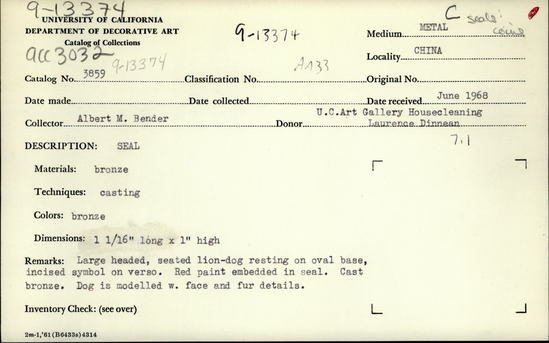 9-13374
UNIVERSITY OF CALIFORNIA
DEPARTMENT OF DECORATIVE ART
Catalog of Collections
acc 3032
9-13374
9-13374
A433
C seals:
coins
Medium METAL
Locality CHINA
Catalog No. 3859 Classification No. Original No.
Date made Date collected Date received June 1968
Collector Albert M. Bender Donor U.C.Art Gallery Housecleaning
Laurence Dinnean
7.1
DESCRIPTION: SEAL
Materials: bronze
Techniques: casting
Colors: bronze
Dimensions: 1 1/16" long x 1" high
Remarks: Large headed, seated lion-dog resting on oval base,
incised symbol on verso. Red paint embedded in seal. Cast
bronze. Dog is modelled w. face and fur details.
Inventory Check: (see over)
2m-1,'61 (B6433s) 4314